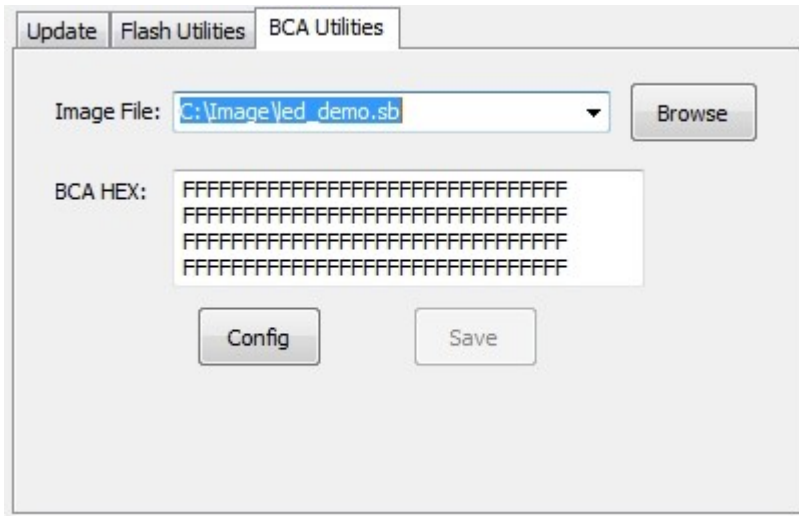 Update Flash Utilities BCA Utilities
Image File: C:\Image\led_demo.sb Browse
BCA HEX: FFFFFFFFFFFFFFFFFFFFFFFFFFFFFFFF
FFFFFFFFFFFFFFFFFFFFFFFFFFFFFFFF
FFFFFFFFFFFFFFFFFFFFFFFFFFFFFFFF
FFFFFFFFFFFFFFFFFFFFFFFFFFFFFFFF
Config Save